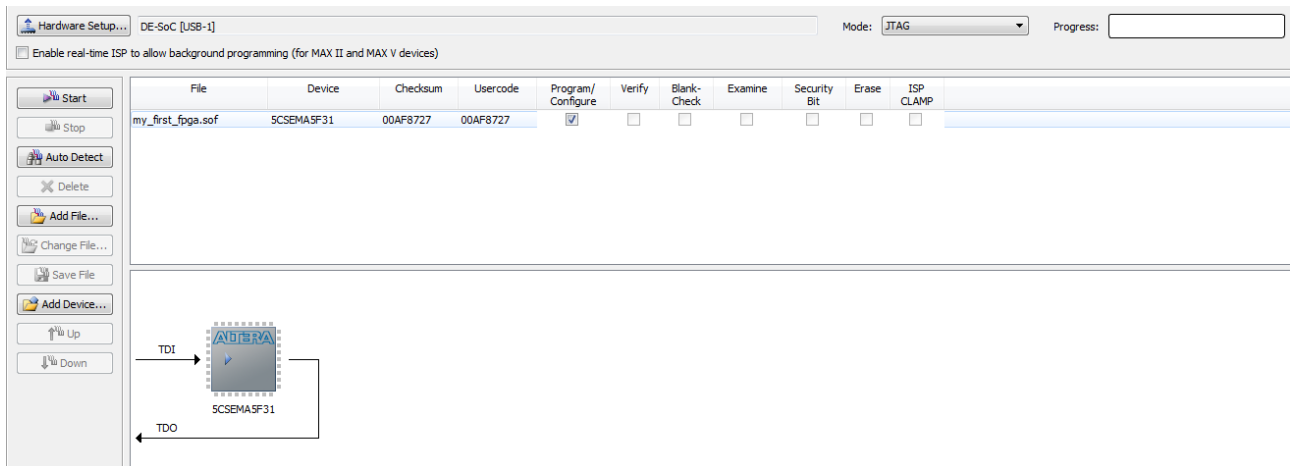 Hardware Setup... DE-SoC [USB-1] Mode: JTAG Progress:
Enable real-time ISP to allow background programming (for MAX II and MAX V devices)
Start
Stop
Auto Detect
Delete
Add File...
Change File...
Save File
Add Device...
Up
Down
File Device Checksum Usercode Program/ Verify Blank- Examine Security Erase ISP
Configure Check Bit CLAMP
my_first_fpga.sof 5CSEMA5F31 00AF8727 00AF8727
TDI
ALTERA
5CSEMA5F31
TDO